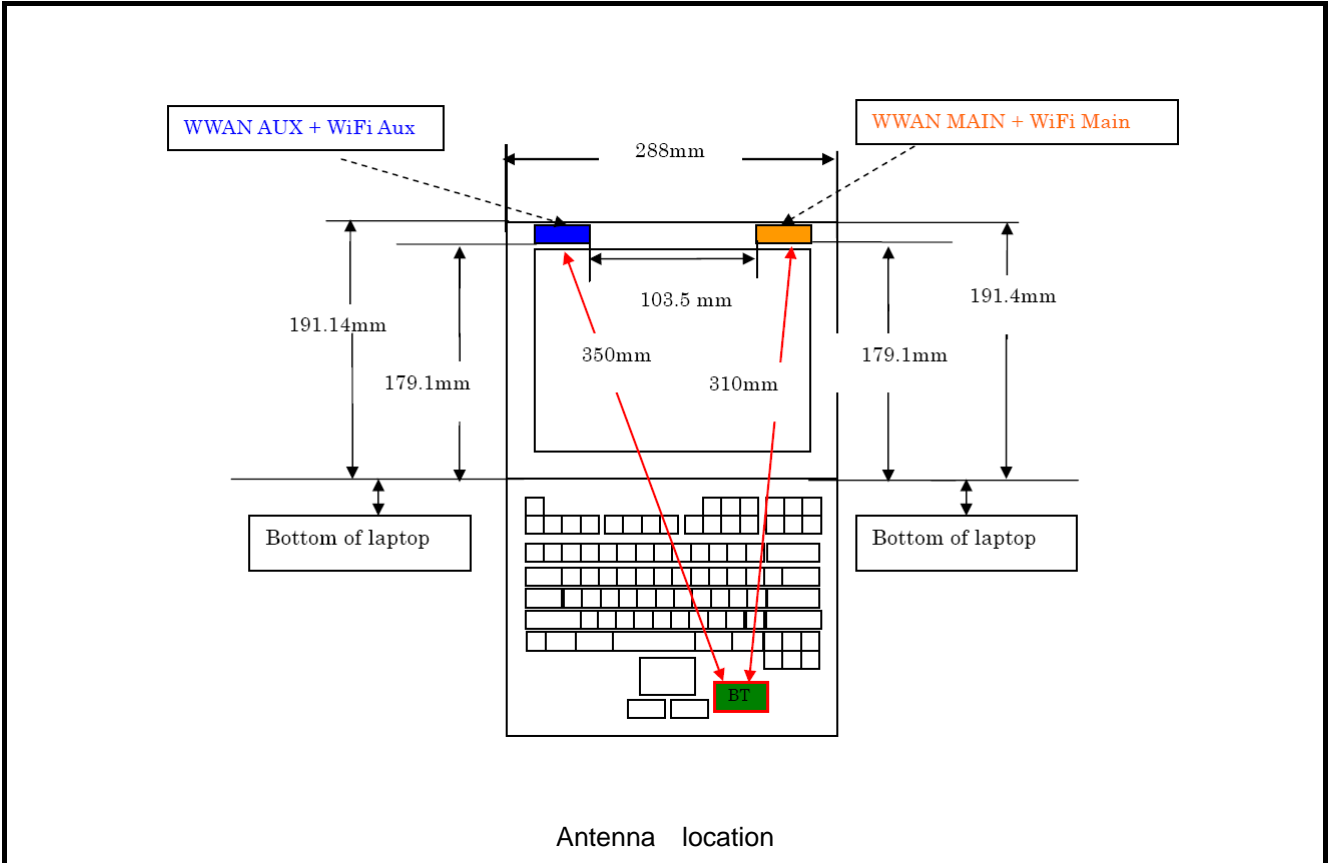 WWAN AUX + WiFi Aux
WWAN MAIN + WiFi Main
288mm
103.5 mm
191.14mm
191.4mm
350mm
179.1mm
179.1mm
310mm
Bottom of laptop
Bottom of laptop
BT
Antenna location